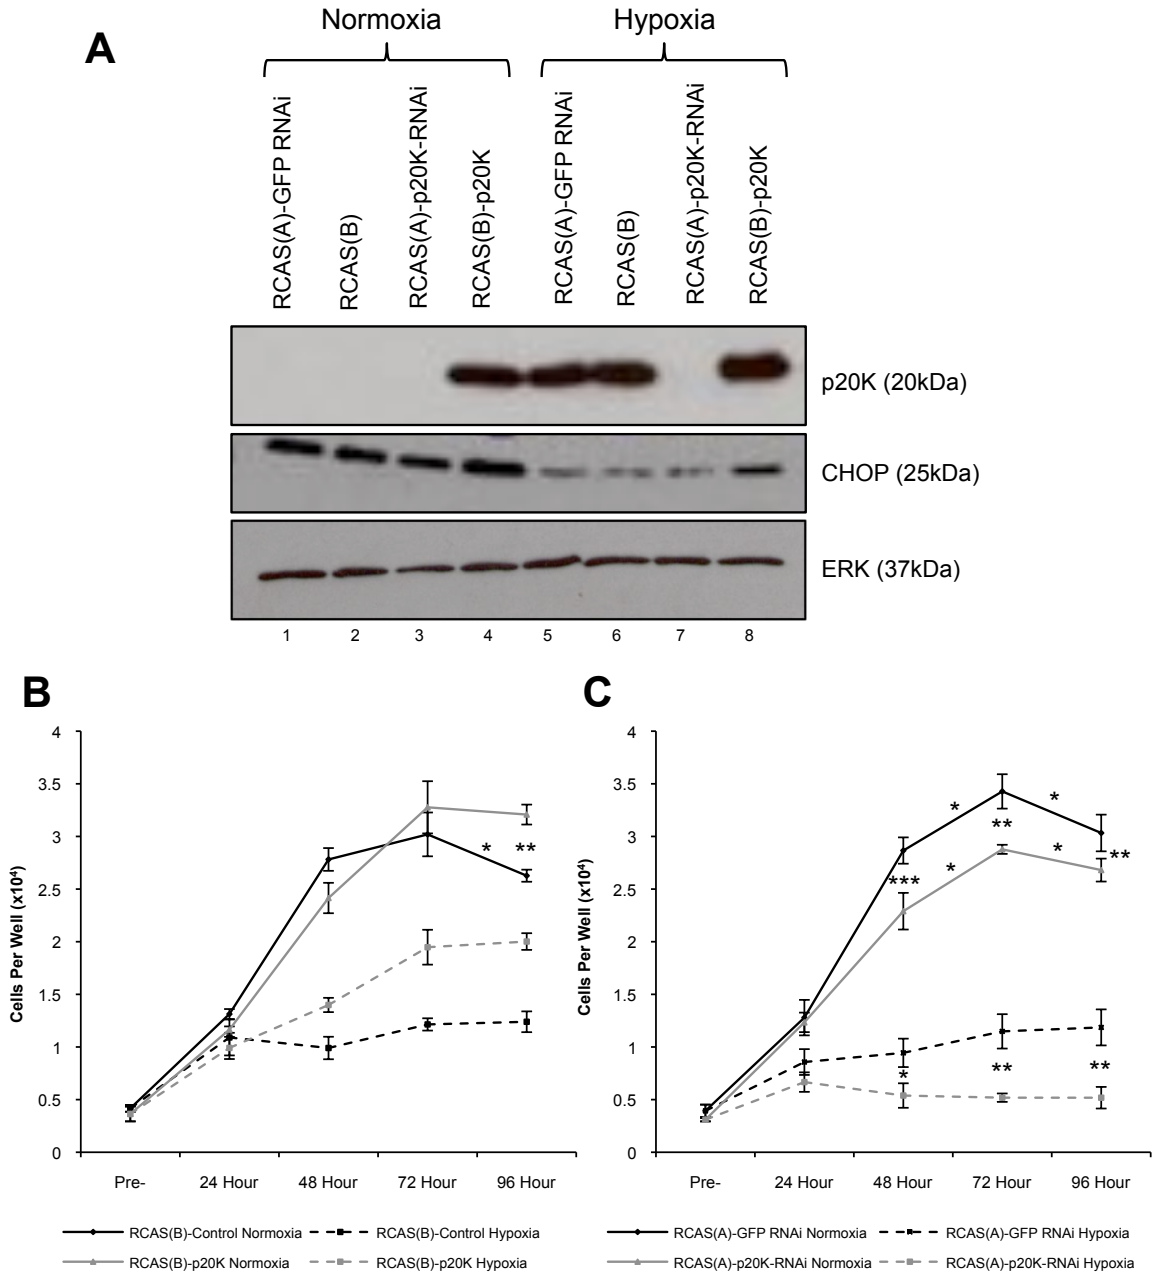 A
Normoxia
Hypoxia
RCAS(A)-GFP RNAi
RCAS(B)
RCAS(A)-p20K-RNAi
RCAS(B)-p20K
RCAS(A)-GFP RNAi
RCAS(B)
RCAS(A)-p20K-RNAi
RCAS(B)-p20K
p20K (20kDa)
CHOP (25kDa)
ERK (37kDa)
1 2 3 4 5 6 7 8
B
Cells Per Well (x10⁴)
4
3.5
3
2.5
2
1.5
1
0.5
0
* **
Pre- 24 Hour 48 Hour 72 Hour 96 Hour
RCAS(B)-Control Normoxia
RCAS(B)-Control Hypoxia
RCAS(B)-p20K Normoxia
RCAS(B)-p20K Hypoxia
C
Cells Per Well (x10⁴)
4
3.5
3
2.5
2
1.5
1
0.5
0
* *
**
* **
***
*
* ** **
Pre- 24 Hour 48 Hour 72 Hour 96 Hour
RCAS(A)-GFP RNAi Normoxia
RCAS(A)-GFP RNAi Hypoxia
RCAS(A)-p20K-RNAi Normoxia
RCAS(A)-p20K-RNAi Hypoxia